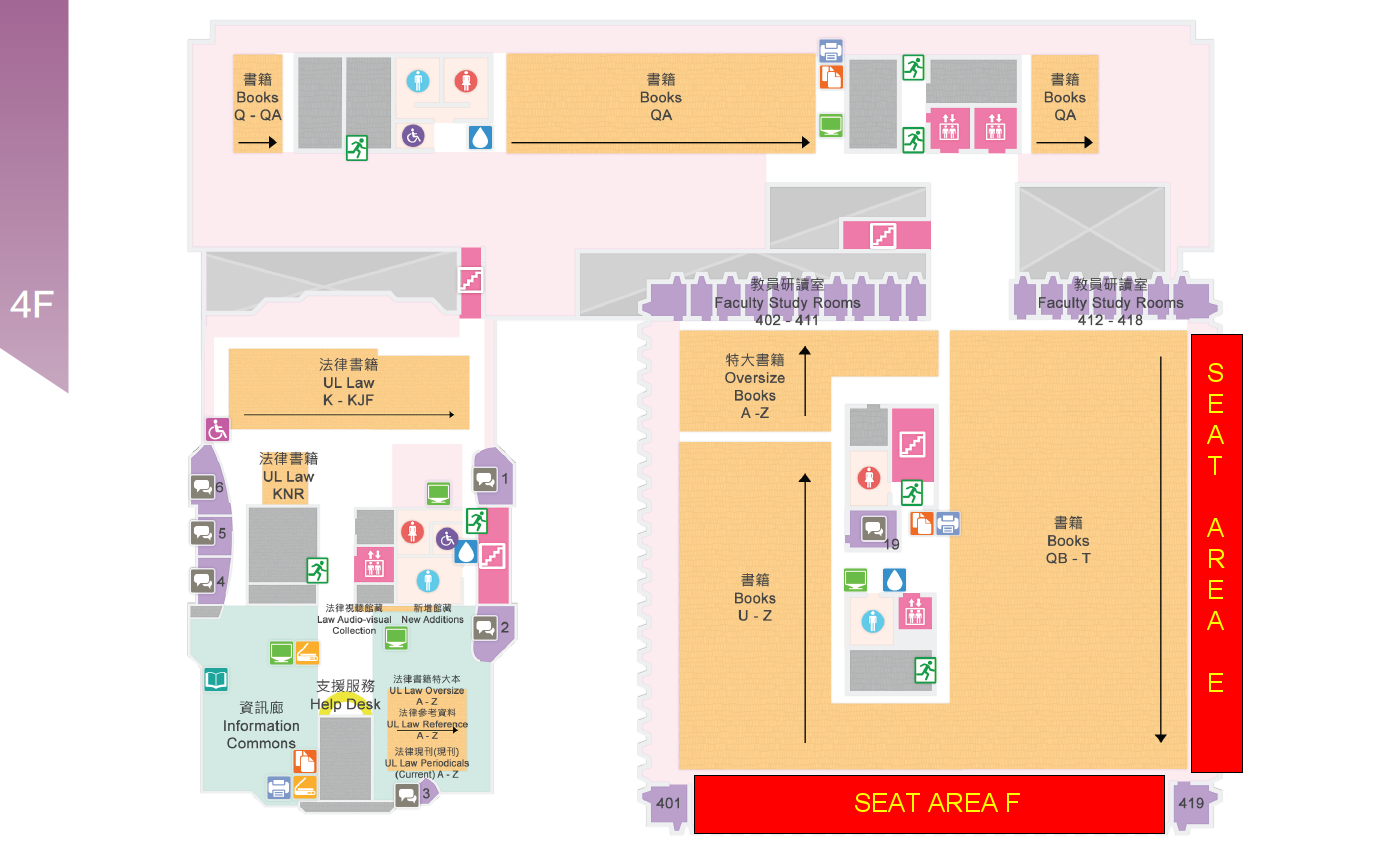 4F
書籍
Books
Q - QA
書籍
Books
QA
書籍
Books
QA
教員研讀室
Faculty Study Rooms
402 - 411
教員研讀室
Faculty Study Rooms
412 - 418
法律書籍
UL Law
K - KJF
特大書籍
Oversize
Books
A -Z
法律書籍
UL Law
KNR
6
5
4
1
2
3
19
書籍
Books
U - Z
書籍
Books
QB - T
法律視聽館藏
Law Audio-visual
Collection
新增館藏
New Additions
支援服務
Help Desk
資訊廊
Information
Commons
法律書籍特大本
UL Law Oversize
A - Z
法律參考資料
UL Law Reference
A - Z
法律現刊(現刊)
UL Law Periodicals
(Current) A - Z
401
419
SEAT AREA E
SEAT AREA F